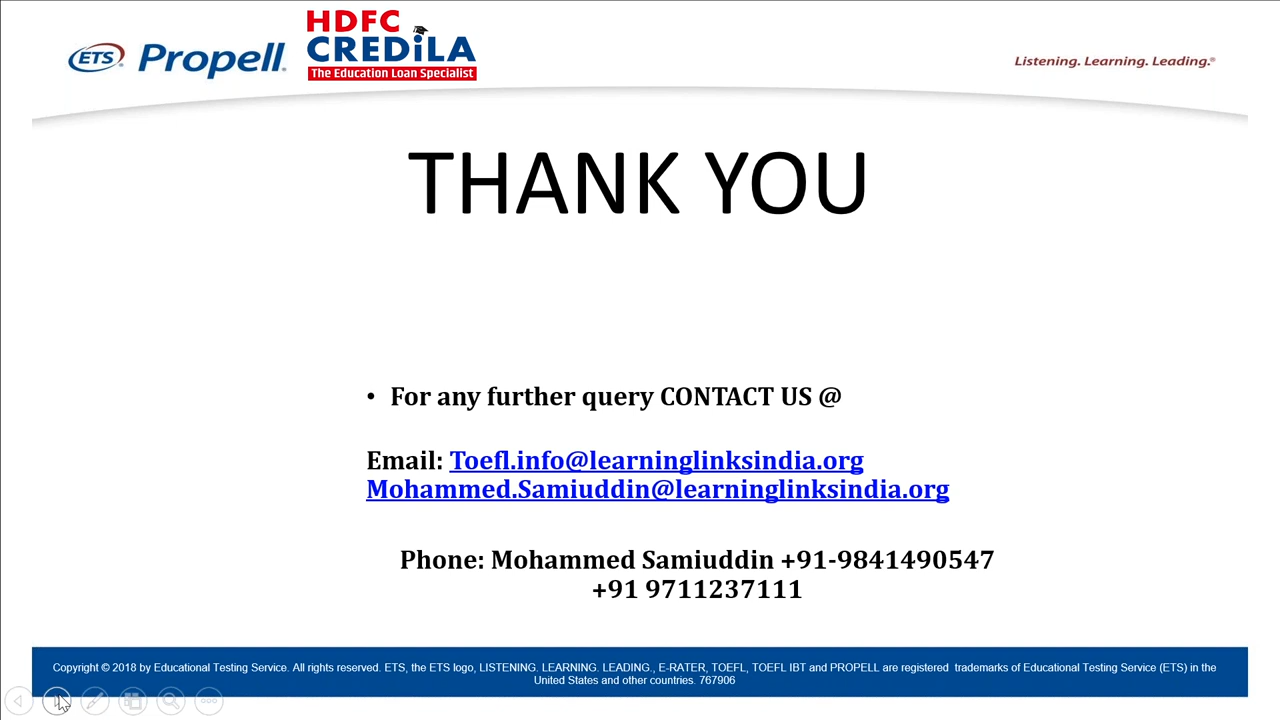 ETS Propell
HDFC
CREDiLA
The Education Loan Specialist
Listening. Learning. Leading.®
THANK YOU
• For any further query CONTACT US @
Email: Toefl.info@learninglinksindia.org
Mohammed.Samiuddin@learninglinksindia.org
Phone: Mohammed Samiuddin +91-9841490547
+91 9711237111
Copyright © 2018 by Educational Testing Service. All rights reserved. ETS, the ETS logo, LISTENING. LEARNING. LEADING., E-RATER, TOEFL, TOEFL IBT and PROPELL are registered trademarks of Educational Testing Service (ETS) in the
United States and other countries. 767906